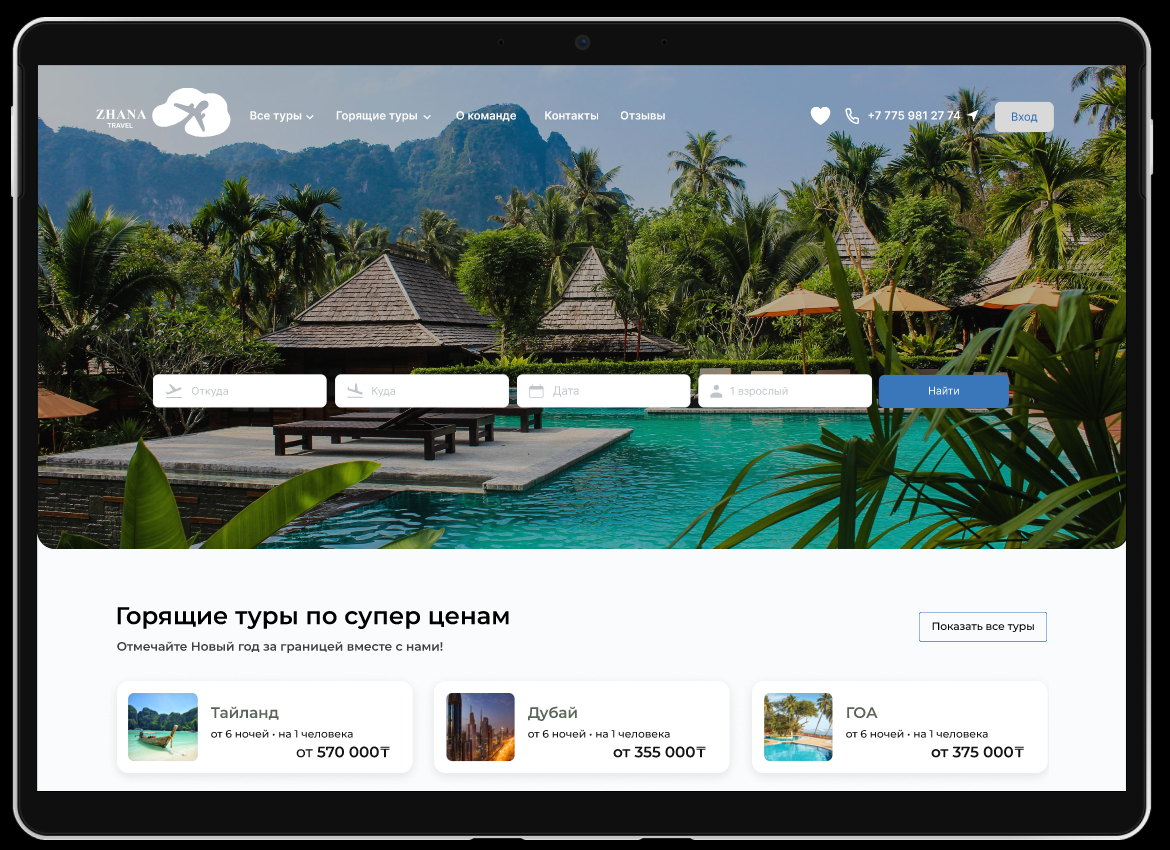 ZHANA
TRAVEL
Все туры
Горящие туры
О команде
Контакты
Отзывы
+7 775 981 27 74
Вход
Откуда
Куда
Дата
1 взрослый
Найти
Горящие туры по супер ценам
Отмечайте Новый год за границей вместе с нами!
Показать все туры
Тайланд
от 6 ночей • на 1 человека
от 570 000₸
Дубай
от 6 ночей • на 1 человека
от 355 000₸
ГОА
от 6 ночей • на 1 человека
от 375 000₸